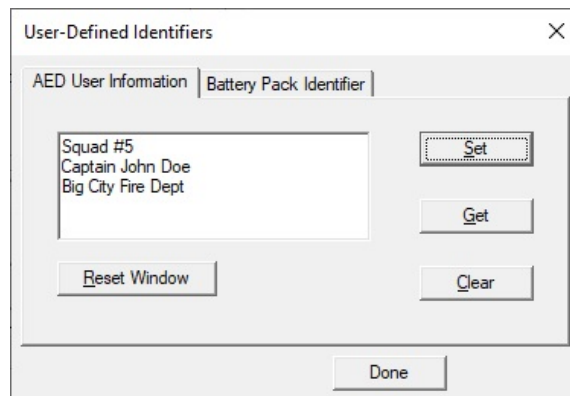 User-Defined Identifiers
AED User Information
Battery Pack Identifier
Squad #5
Captain John Doe
Big City Fire Dept
Set
Get
Reset Window
Clear
Done